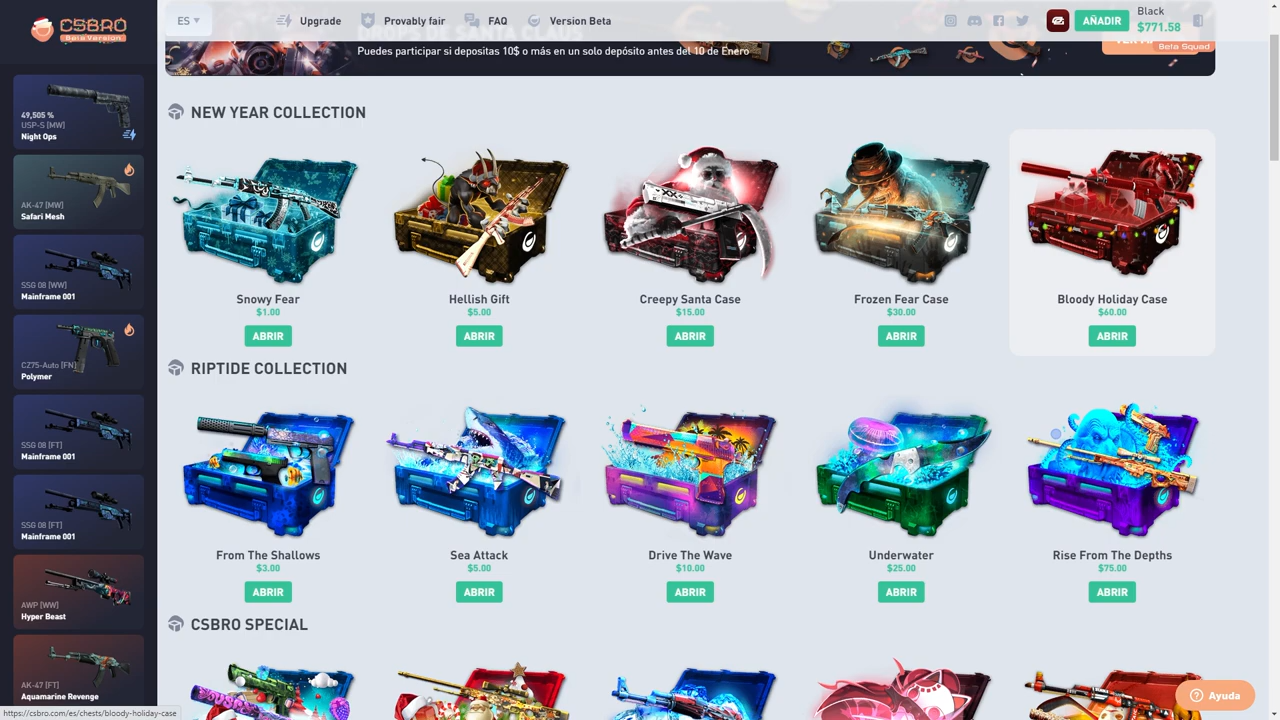 CSBRO
Beta Version
ES
Upgrade
Provably fair
FAQ
Version Beta
AÑADIR
Black
$771.58
Puedes participar si depositas 10$ o más en un solo depósito antes del 10 de Enero
Beta Squad
49,505 %
USP-S [MW]
Night Ops
AK-47 [MW]
Safari Mesh
SSG 08 [WW]
Mainframe 001
CZ75-Auto [FN]
Polymer
SSG 08 [FT]
Mainframe 001
SSG 08 [FT]
Mainframe 001
AWP [WW]
Hyper Beast
AK-47 [FT]
Aquamarine Revenge
NEW YEAR COLLECTION
Snowy Fear
$1.00
ABRIR
Hellish Gift
$5.00
ABRIR
Creepy Santa Case
$15.00
ABRIR
Frozen Fear Case
$30.00
ABRIR
Bloody Holiday Case
$60.00
ABRIR
RIPTIDE COLLECTION
From The Shallows
$3.00
ABRIR
Sea Attack
$5.00
ABRIR
Drive The Wave
$10.00
ABRIR
Underwater
$25.00
ABRIR
Rise From The Depths
$75.00
ABRIR
CSBRO SPECIAL
Ayuda
https://csbro.com/es/chests/bloody-holiday-case